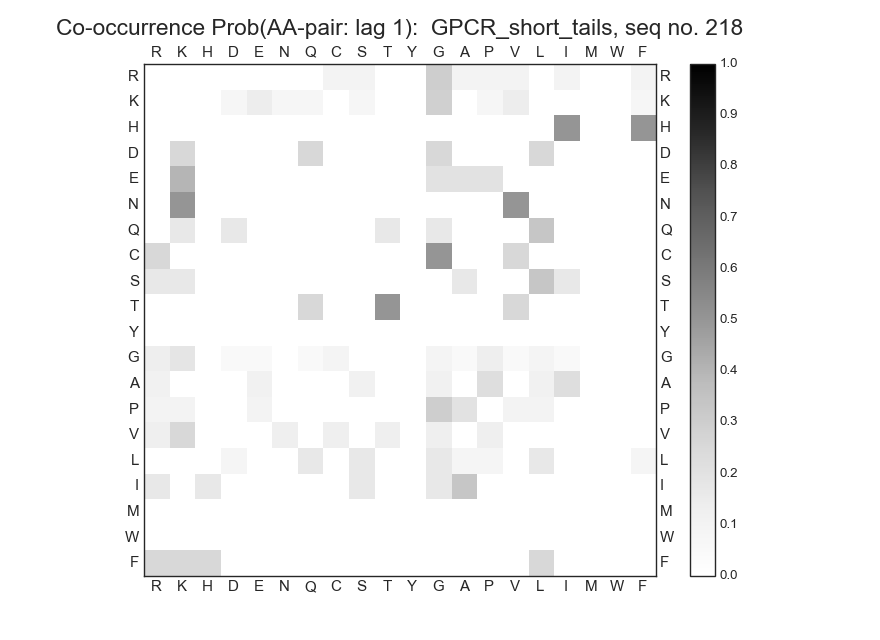 Co-occurrence Prob(AA-pair: lag 1):  GPCR_short_tails, seq no. 218
R K H D E N Q C S T Y G A P V L I M W F
R R
K K
H H
D D
E E
N N
Q Q
C C
S S
T T
Y Y
G G
A A
P P
V V
L L
I I
M M
W W
F F
R K H D E N Q C S T Y G A P V L I M W F
1.0
0.9
0.8
0.7
0.6
0.5
0.4
0.3
0.2
0.1
0.0